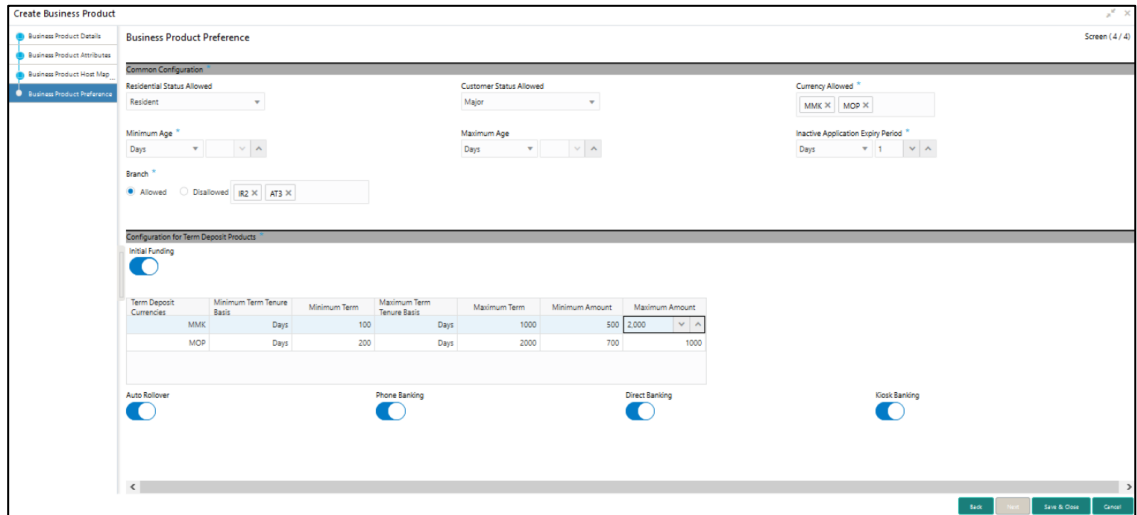 Create Business Product
Business Product Details
Business Product Attributes
Business Product Host Map ...
Business Product Preference
Business Product Preference
Screen ( 4 / 4)
Common Configuration *
Residential Status Allowed
Customer Status Allowed
Currency Allowed *
Resident
Major
MMK × MOP ×
Minimum Age *
Maximum Age
Inactive Application Expiry Period *
Days
Days
Days 1
Branch *
Allowed Disallowed IR2 × AT3 ×
Configuration for Term Deposit Products *
Initial Funding
Term Deposit Currencies Minimum Term Tenure Basis Minimum Term Maximum Term Tenure Basis Maximum Term Minimum Amount Maximum Amount
MMK Days 100 Days 1000 500 2,000
MOP Days 200 Days 2000 700 1000
Auto Rollover Phone Banking Direct Banking Kiosk Banking
Back Next Save & Close Cancel